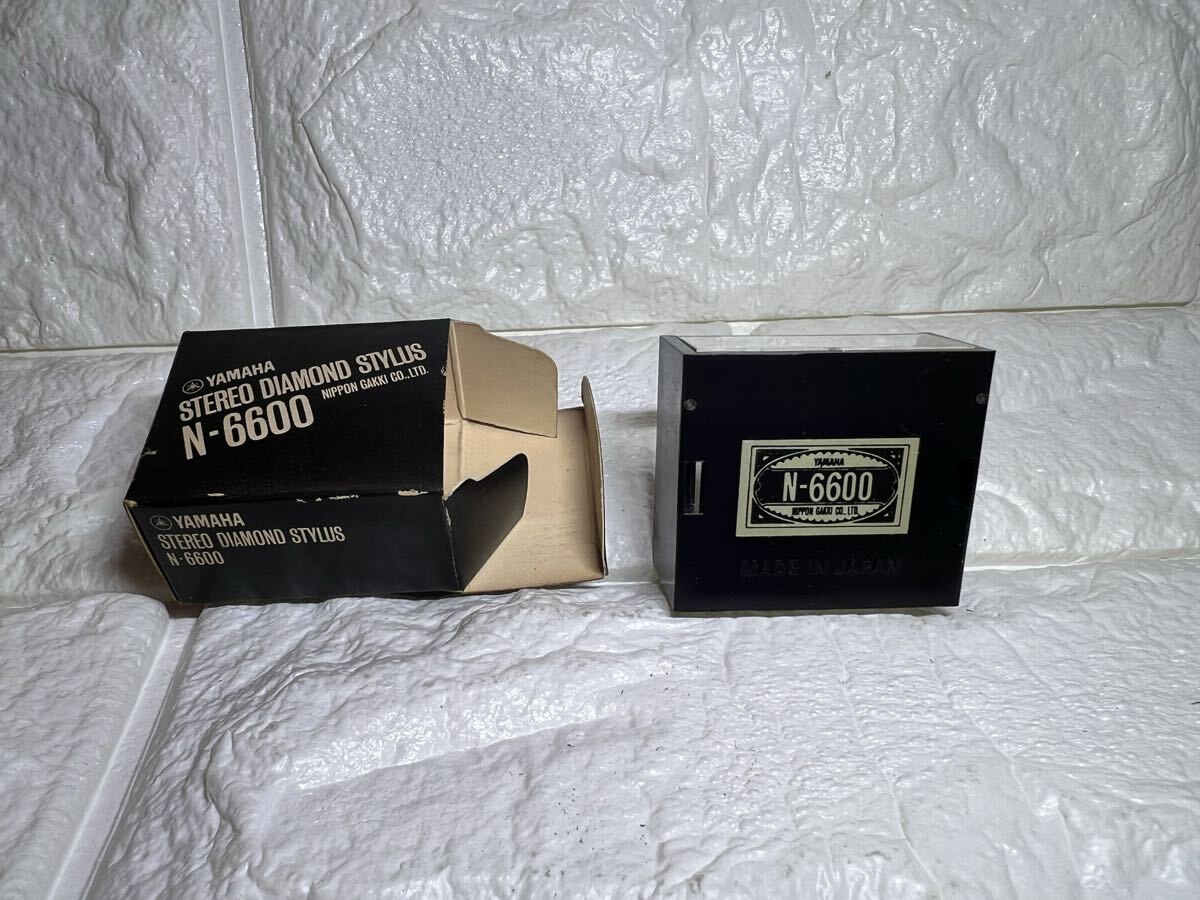 YAMAHA
STEREO DIAMOND STYLUS
N-6600 NIPPON GAKKI CO.,LTD.
YAMAHA
STEREO DIAMOND STYLUS
N-6600
YAMAHA
N-6600
NIPPON GAKKI CO., LTD.
MADE IN JAPAN